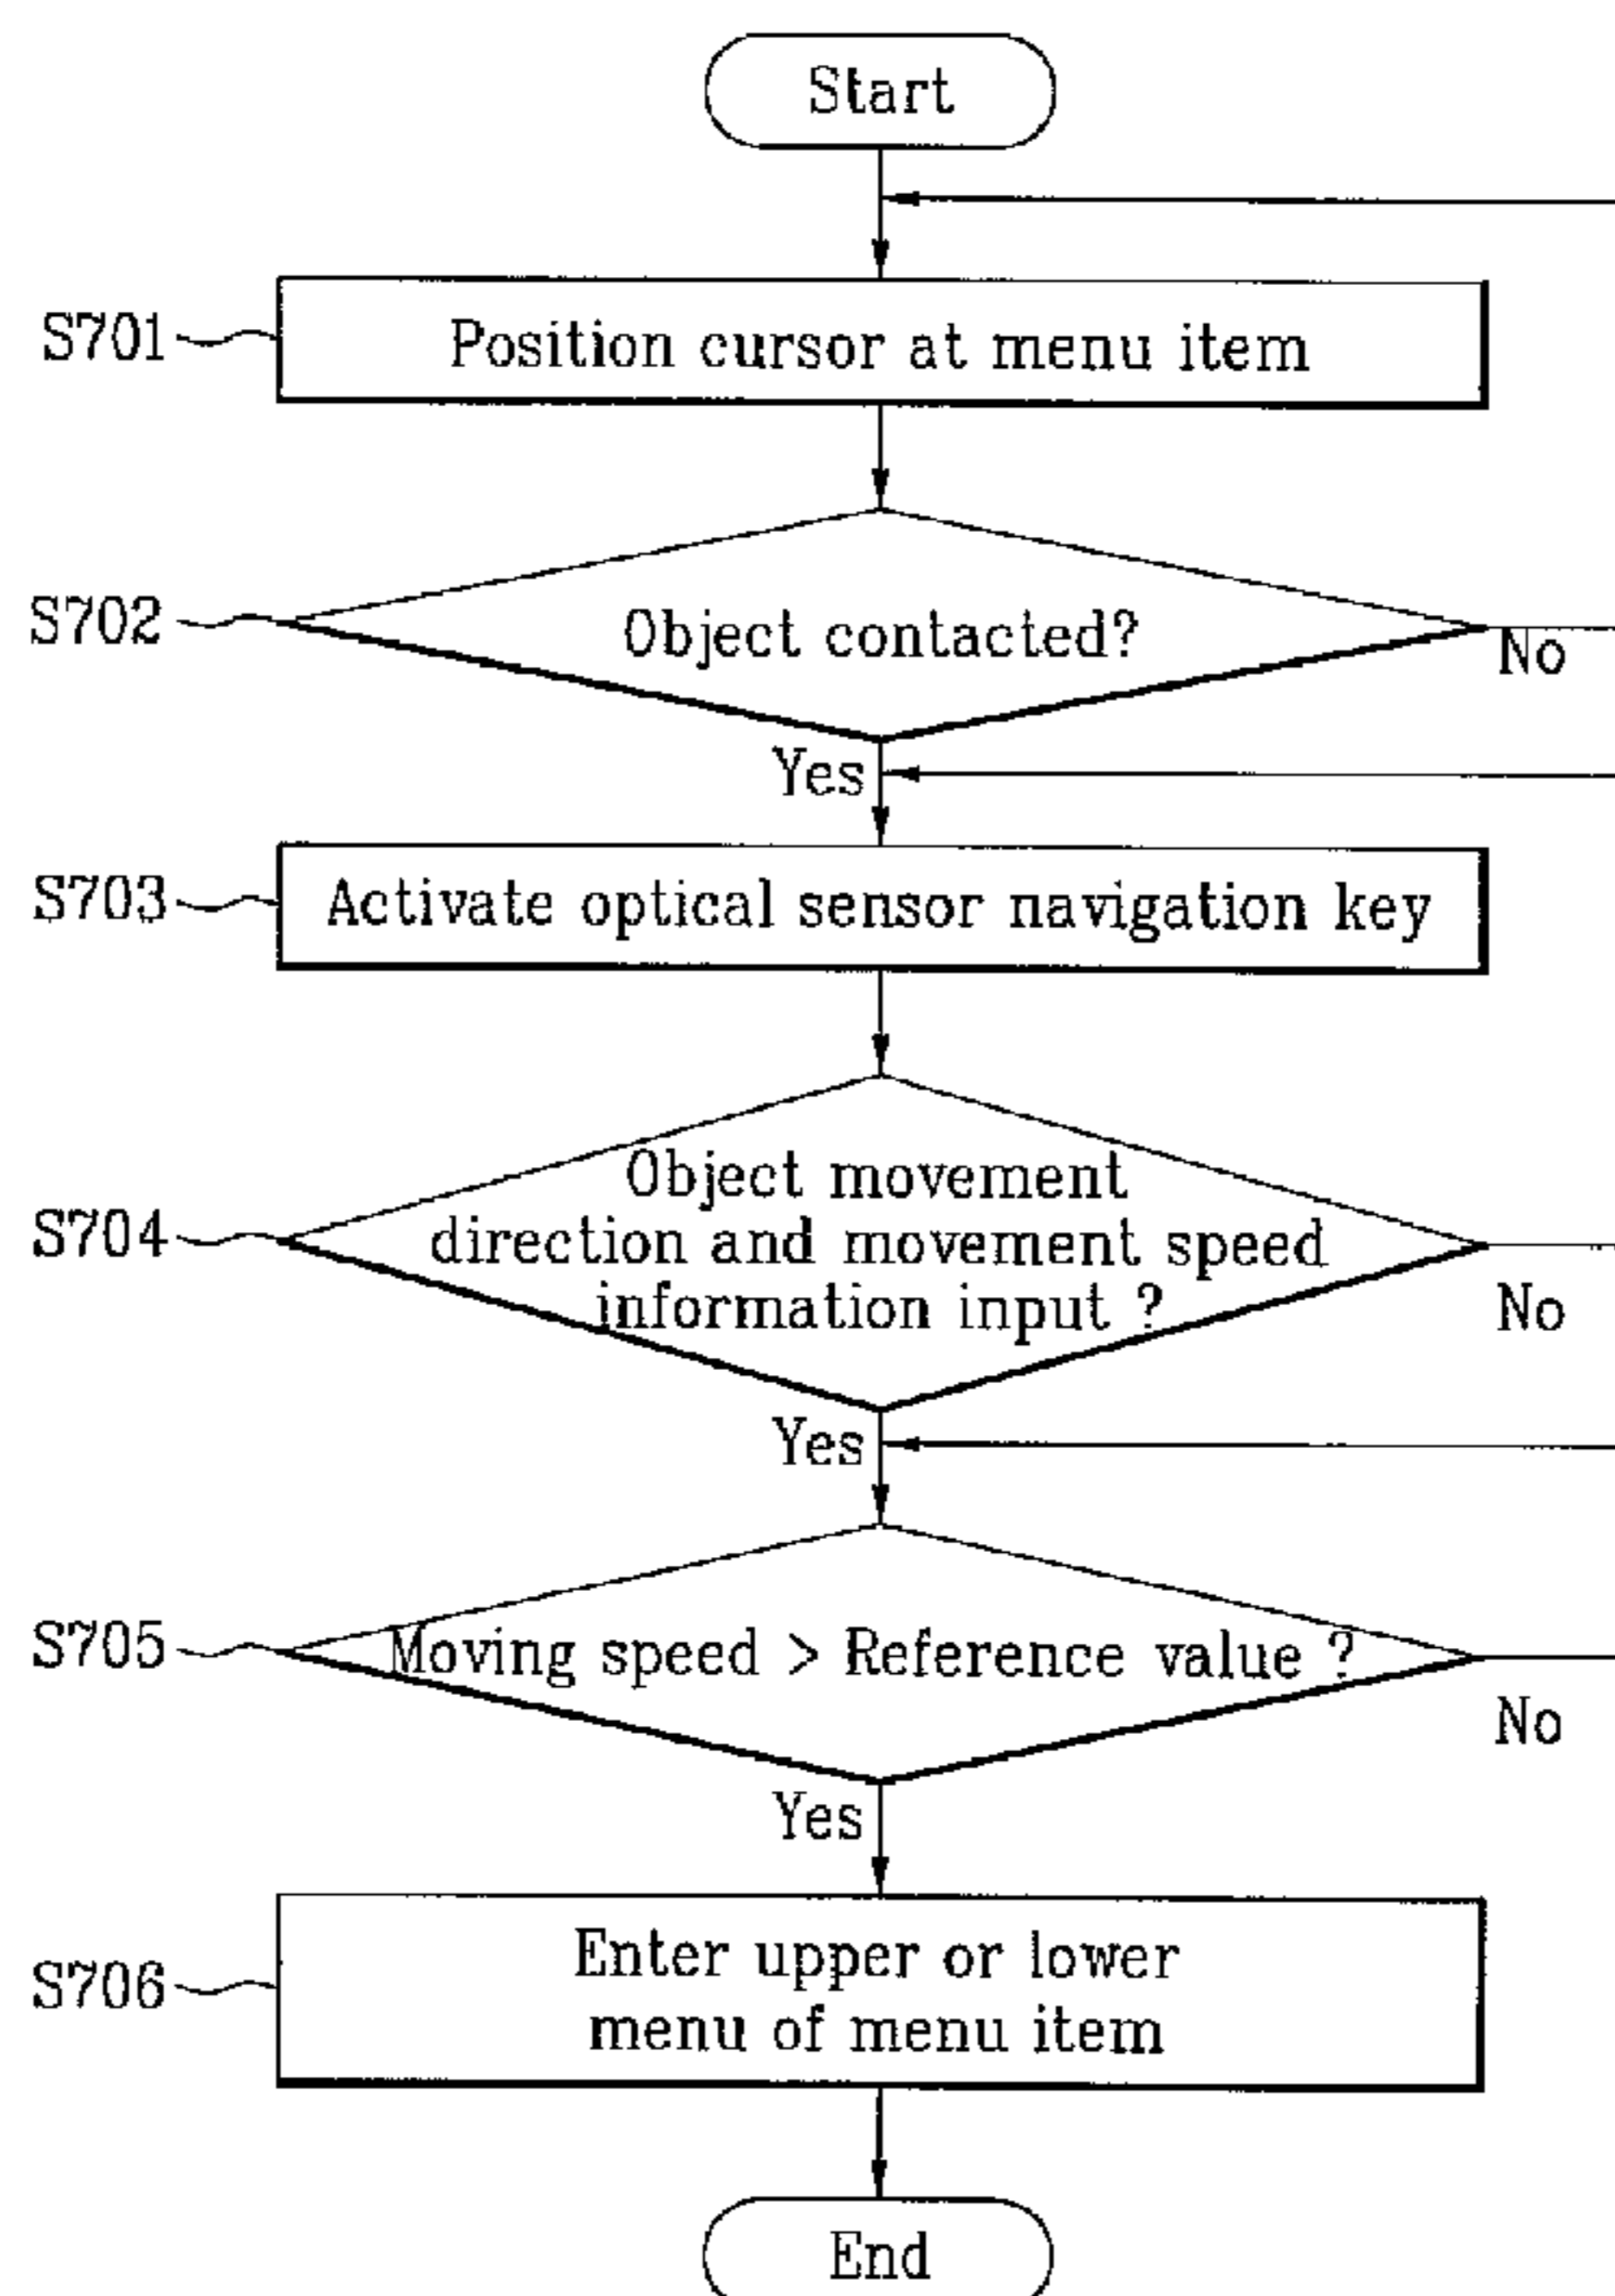 Start
S701
Position cursor at menu item
S702
Object contacted?
No
Yes
S703
Activate optical sensor navigation key
Object movement
S704
direction and movement speed
information input ?
No
Yes
S705
Moving speed > Reference value ?
No
Yes
Enter upper or lower
S706
menu of menu item
End